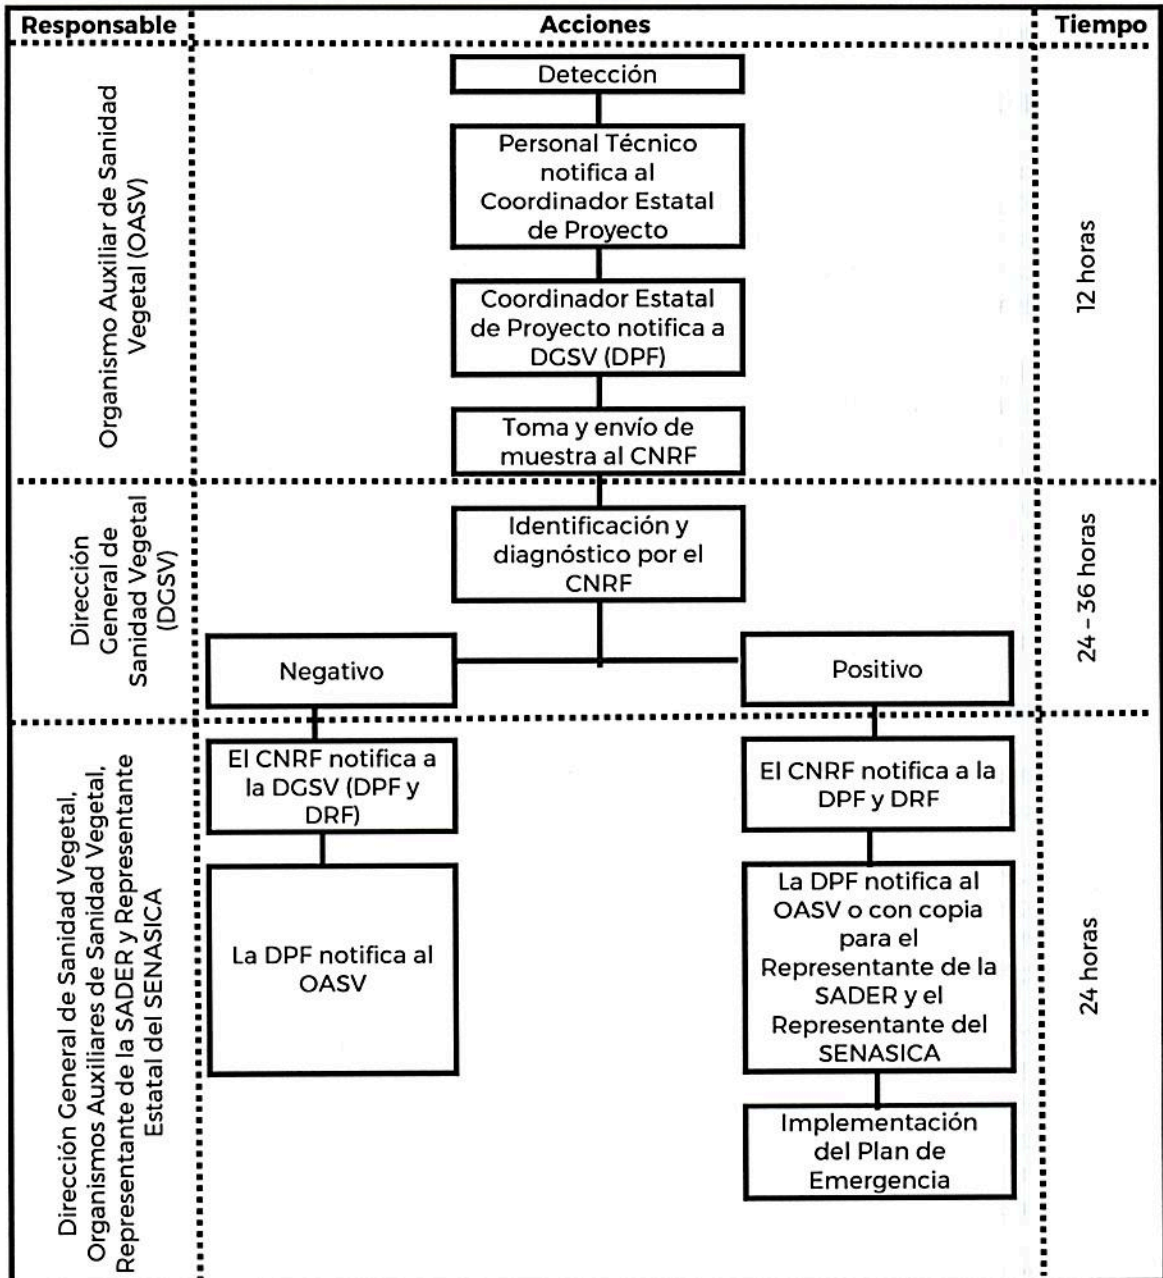 Responsable
Acciones
Tiempo
Organismo Auxiliar de Sanidad
Vegetal (OASV)
Detección
Personal Técnico
notifica al
Coordinador Estatal
de Proyecto
Coordinador Estatal
de Proyecto notifica a
DGSV (DPF)
Toma y envío de
muestra al CNRF
12 horas
Dirección
General de
Sanidad Vegetal
(DGSV)
Identificación y
diagnóstico por el
CNRF
Negativo
Positivo
24 – 36 horas
Dirección General de Sanidad Vegetal,
Organismos Auxiliares de Sanidad Vegetal,
Representante de la SADER y Representante
Estatal del SENASICA
El CNRF notifica a
la DGSV (DPF y
DRF)
La DPF notifica al
OASV
El CNRF notifica a la
DPF y DRF
La DPF notifica al
OASV o con copia
para el
Representante de la
SADER y el
Representante del
SENASICA
Implementación
del Plan de
Emergencia
24 horas